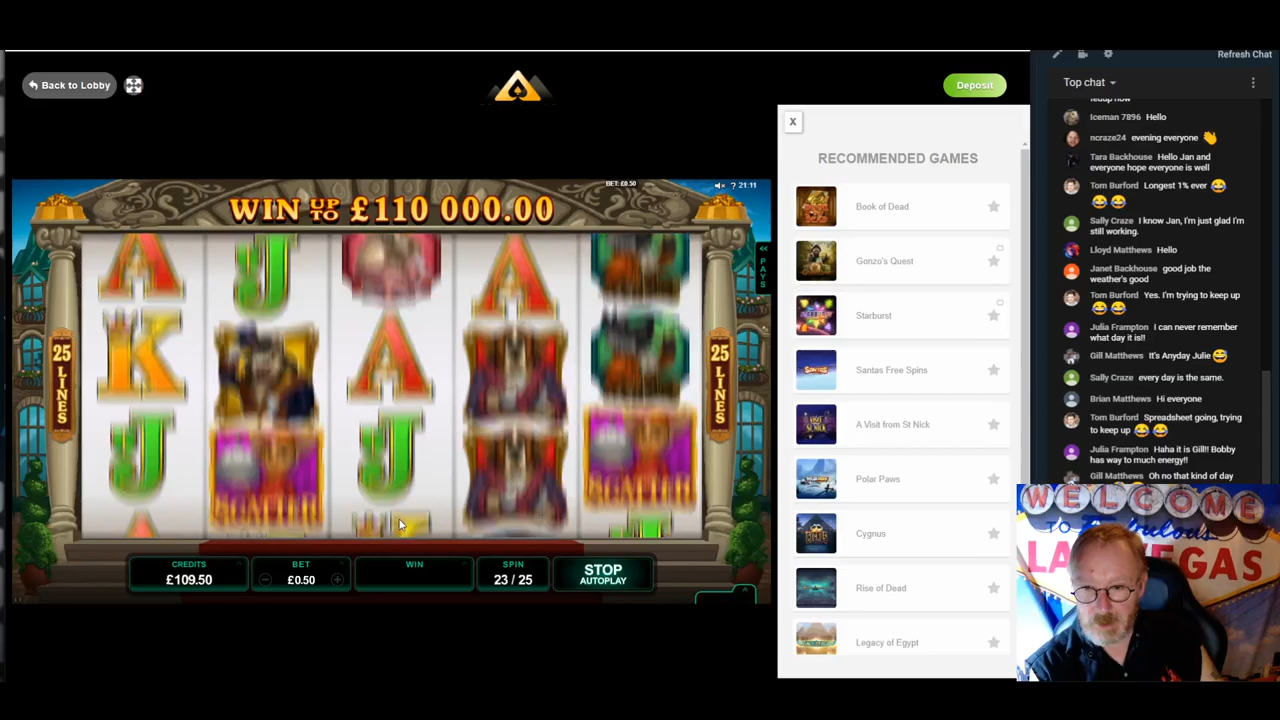 Back to Lobby
Deposit
Refresh Chat
Top chat
Iceman 7896 Hello
ncraze24 evening everyone 👋
Tara Backhouse Hello Jan and
everyone hope everyone is well
Tom Burford Longest 1% ever 😂
😂 😂
Sally Craze I know Jan, I'm just glad I'm
still working.
Lloyd Matthews Hello
Janet Backhouse good job the
weather's good
Tom Burford Yes. I'm trying to keep up
😂 😂
Julia Frampton I can never remember
what day it is!!
Gill Matthews It's Anyday Julie 😅
Sally Craze every day is the same.
Brian Matthews Hi everyone
Tom Burford Spreadsheet going, trying
to keep up 😂 😂
Julia Frampton Haha it is Gill!! Bobby
has way to much energy!!
Gill Matthews Oh no that kind of day
X
RECOMMENDED GAMES
Book of Dead
Gonzo's Quest
Starburst
Santas Free Spins
A Visit from St Nick
Polar Paws
Cygnus
Rise of Dead
Legacy of Egypt
BET: £0.50
? 21:11
WIN UP TO £110 000.00
PAYS
A J A
K A
J SCATTER J SCATTER
25 LINES
25 LINES
CREDITS
£109.50
BET
£0.50
WIN
SPIN
23 / 25
STOP
AUTOPLAY
WELCOME
TO Fabulous
LAS VEGAS